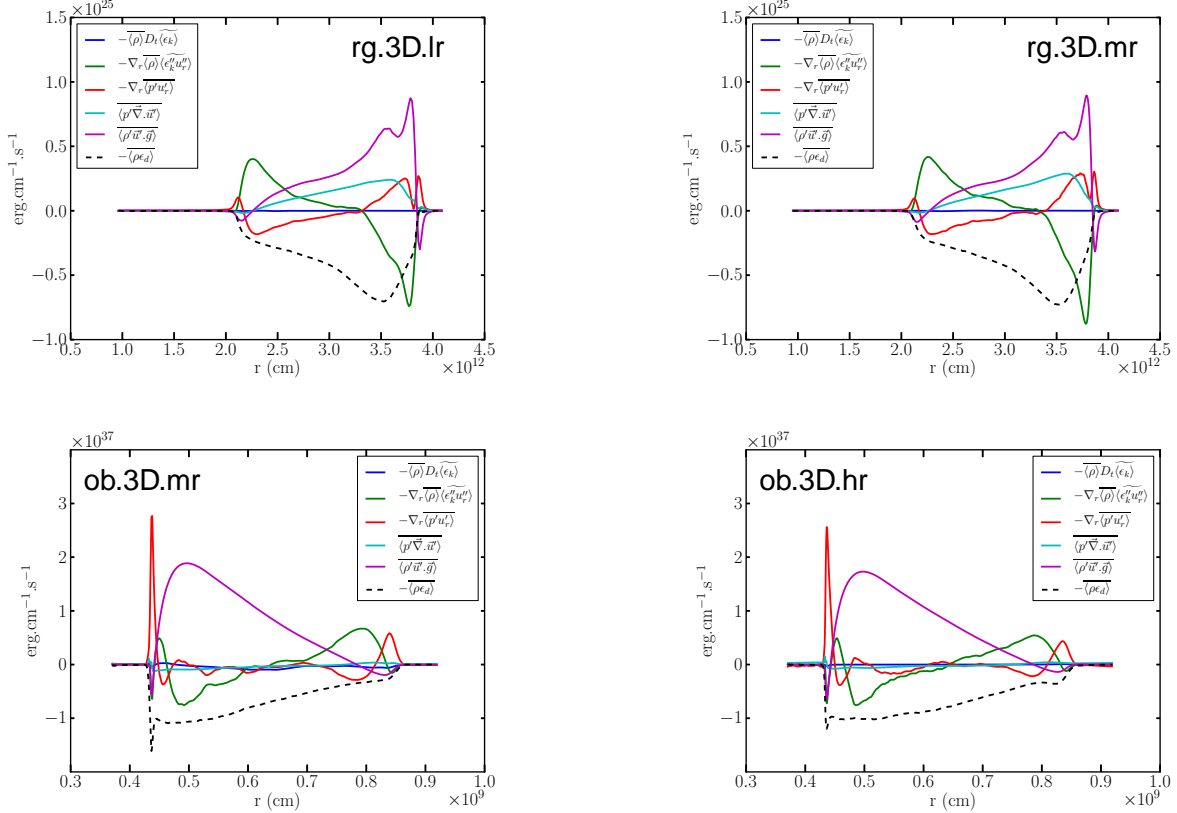 ×10^25
1.5
1.0
0.5
0.0
−0.5
−1.0
erg.cm^−1.s^−1
0.5 1.0 1.5 2.0 2.5 3.0 3.5 4.0 4.5
r (cm)
×10^12
rg.3D.lr
−⟨ρ⟩D_t⟨ϵ_k⟩
−∇_r⟨ρ⟩⟨ϵ''_k u''_r⟩
−∇_r⟨p'u'_r⟩
⟨p'∇⃗.u⃗'⟩
⟨ρ'u⃗'.g⃗⟩
−⟨ρϵ_d⟩
×10^25
1.5
1.0
0.5
0.0
−0.5
−1.0
erg.cm^−1.s^−1
0.5 1.0 1.5 2.0 2.5 3.0 3.5 4.0 4.5
r (cm)
×10^12
rg.3D.mr
−⟨ρ⟩D_t⟨ϵ_k⟩
−∇_r⟨ρ⟩⟨ϵ''_k u''_r⟩
−∇_r⟨p'u'_r⟩
⟨p'∇⃗.u⃗'⟩
⟨ρ'u⃗'.g⃗⟩
−⟨ρϵ_d⟩
×10^37
3
2
1
0
−1
erg.cm^−1.s^−1
0.3 0.4 0.5 0.6 0.7 0.8 0.9 1.0
r (cm)
×10^9
ob.3D.mr
−⟨ρ⟩D_t⟨ϵ_k⟩
−∇_r⟨ρ⟩⟨ϵ''_k u''_r⟩
−∇_r⟨p'u'_r⟩
⟨p'∇⃗.u⃗'⟩
⟨ρ'u⃗'.g⃗⟩
−⟨ρϵ_d⟩
×10^37
3
2
1
0
−1
erg.cm^−1.s^−1
0.3 0.4 0.5 0.6 0.7 0.8 0.9 1.0
r (cm)
×10^9
ob.3D.hr
−⟨ρ⟩D_t⟨ϵ_k⟩
−∇_r⟨ρ⟩⟨ϵ''_k u''_r⟩
−∇_r⟨p'u'_r⟩
⟨p'∇⃗.u⃗'⟩
⟨ρ'u⃗'.g⃗⟩
−⟨ρϵ_d⟩